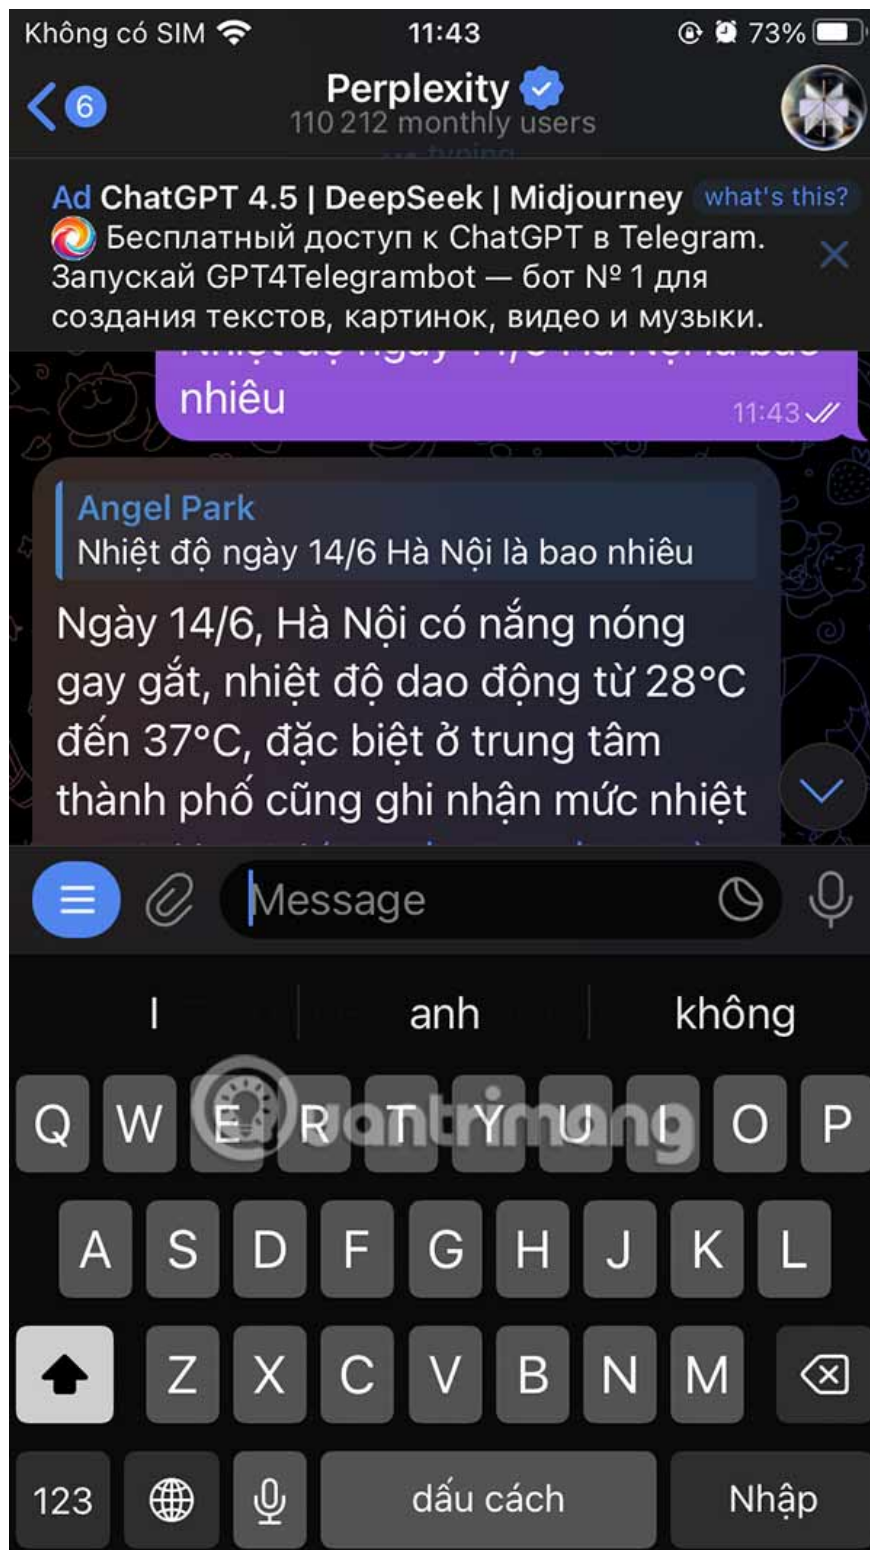 Không có SIM 11:43 73%
6 Perplexity
110 212 monthly users
typing
Ad ChatGPT 4.5 | DeepSeek | Midjourney what's this?
Бесплатный доступ к ChatGPT в Telegram.
Запускай GPT4Telegrambot — бот № 1 для
создания текстов, картинок, видео и музыки.
nhiêu
11:43
Angel Park
Nhiệt độ ngày 14/6 Hà Nội là bao nhiêu
Ngày 14/6, Hà Nội có nắng nóng
gay gắt, nhiệt độ dao động từ 28°C
đến 37°C, đặc biệt ở trung tâm
thành phố cũng ghi nhận mức nhiệt
Message
I anh không
Q W E R T Y U I O P
Quantrimang
A S D F G H J K L
Z X C V B N M
123 dấu cách Nhập